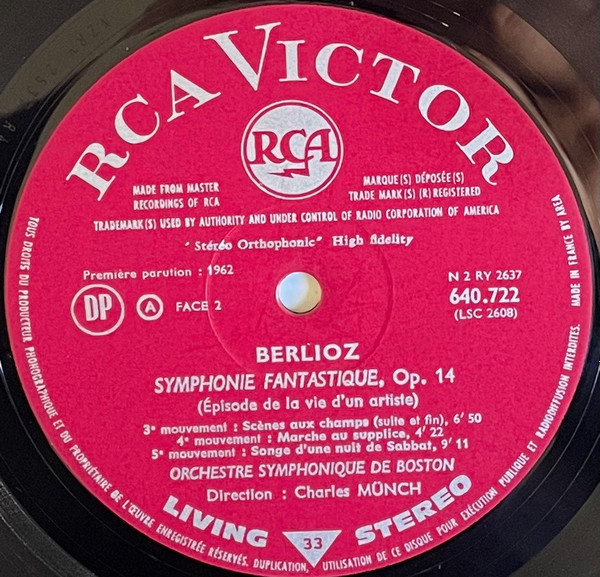 RCA VICTOR
RCA
MADE FROM MASTER
RECORDINGS OF RCA
MARQUE(S) DÉPOSÉE(S)
TRADE MARK(S) (R) REGISTERED
TRADEMARK(S) USED BY AUTHORITY AND UNDER CONTROL OF RADIO CORPORATION OF AMERICA
"Stéréo Orthophonic" High fidelity
Première parution : 1962
N 2 RY 2637
DP
A
FACE 2
640.722
(LSC 2608)
BERLIOZ
SYMPHONIE FANTASTIQUE, Op. 14
(Épisode de la vie d'un artiste)
3e mouvement : Scènes aux champs (suite et fin), 6' 50
4e mouvement : Marche au supplice, 4' 22
5e mouvement : Songe d'une nuit de Sabbat, 9' 11
ORCHESTRE SYMPHONIQUE DE BOSTON
Direction : Charles MÜNCH
LIVING STEREO
33
TOUS DROITS DU PRODUCTEUR PHONOGRAPHIQUE ET DU PROPRIÉTAIRE DE L'ŒUVRE ENREGISTRÉE RÉSERVÉS. DUPLICATION, UTILISATION DE CE DISQUE POUR EXÉCUTION PUBLIQUE ET RADIODIFFUSION INTERDITES. MADE IN FRANCE BY AREA